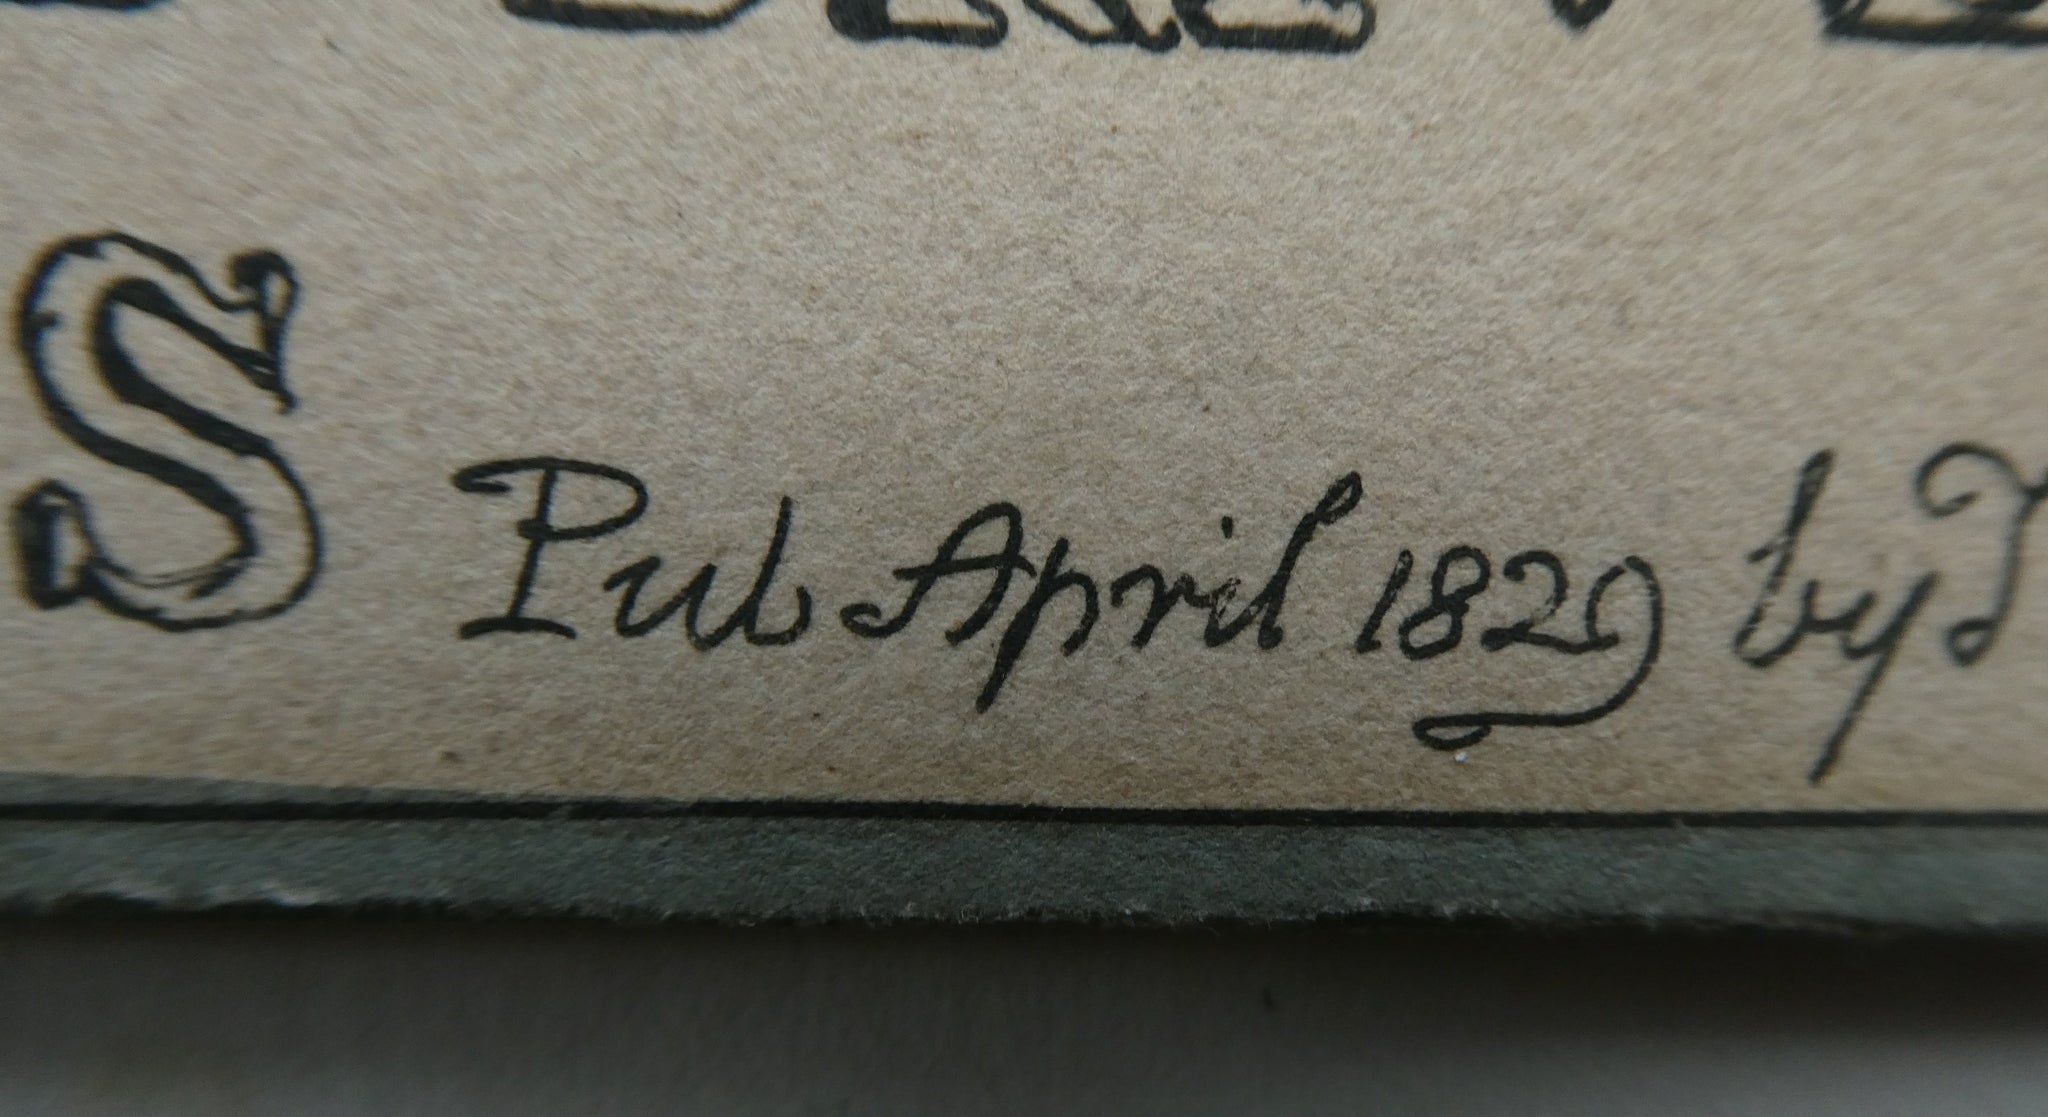 S Pub April 1829 by T